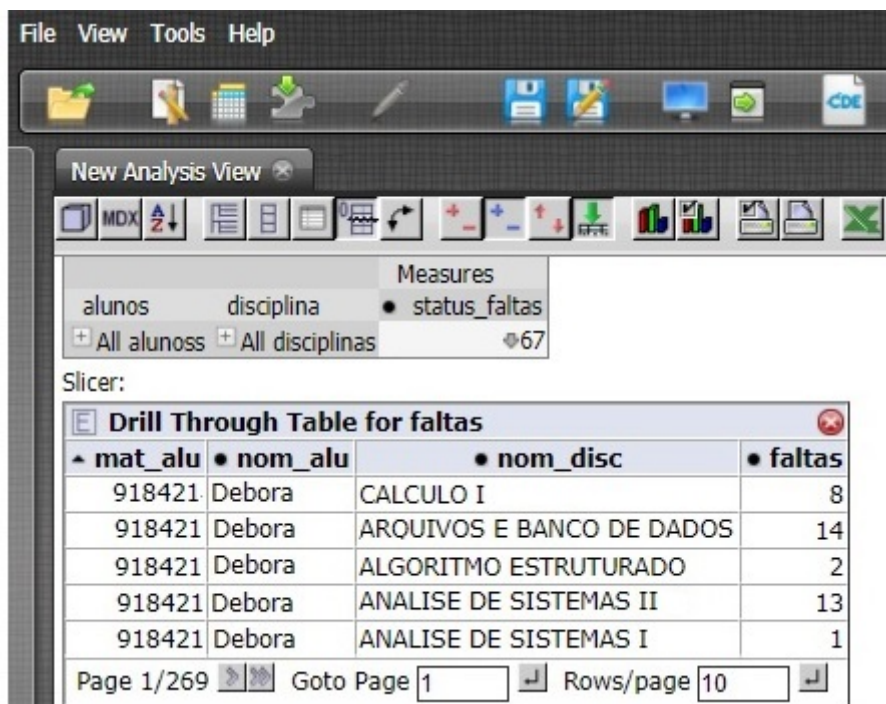 File View Tools Help
CDE
New Analysis View
MDX A Z
Measures
alunos disciplina • status_faltas
+ All alunoss + All disciplinas 67
Slicer:
E Drill Through Table for faltas
mat_alu • nom_alu • nom_disc • faltas
918421 Debora CALCULO I 8
918421 Debora ARQUIVOS E BANCO DE DADOS 14
918421 Debora ALGORITMO ESTRUTURADO 2
918421 Debora ANALISE DE SISTEMAS II 13
918421 Debora ANALISE DE SISTEMAS I 1
Page 1/269 Goto Page 1 Rows/page 10